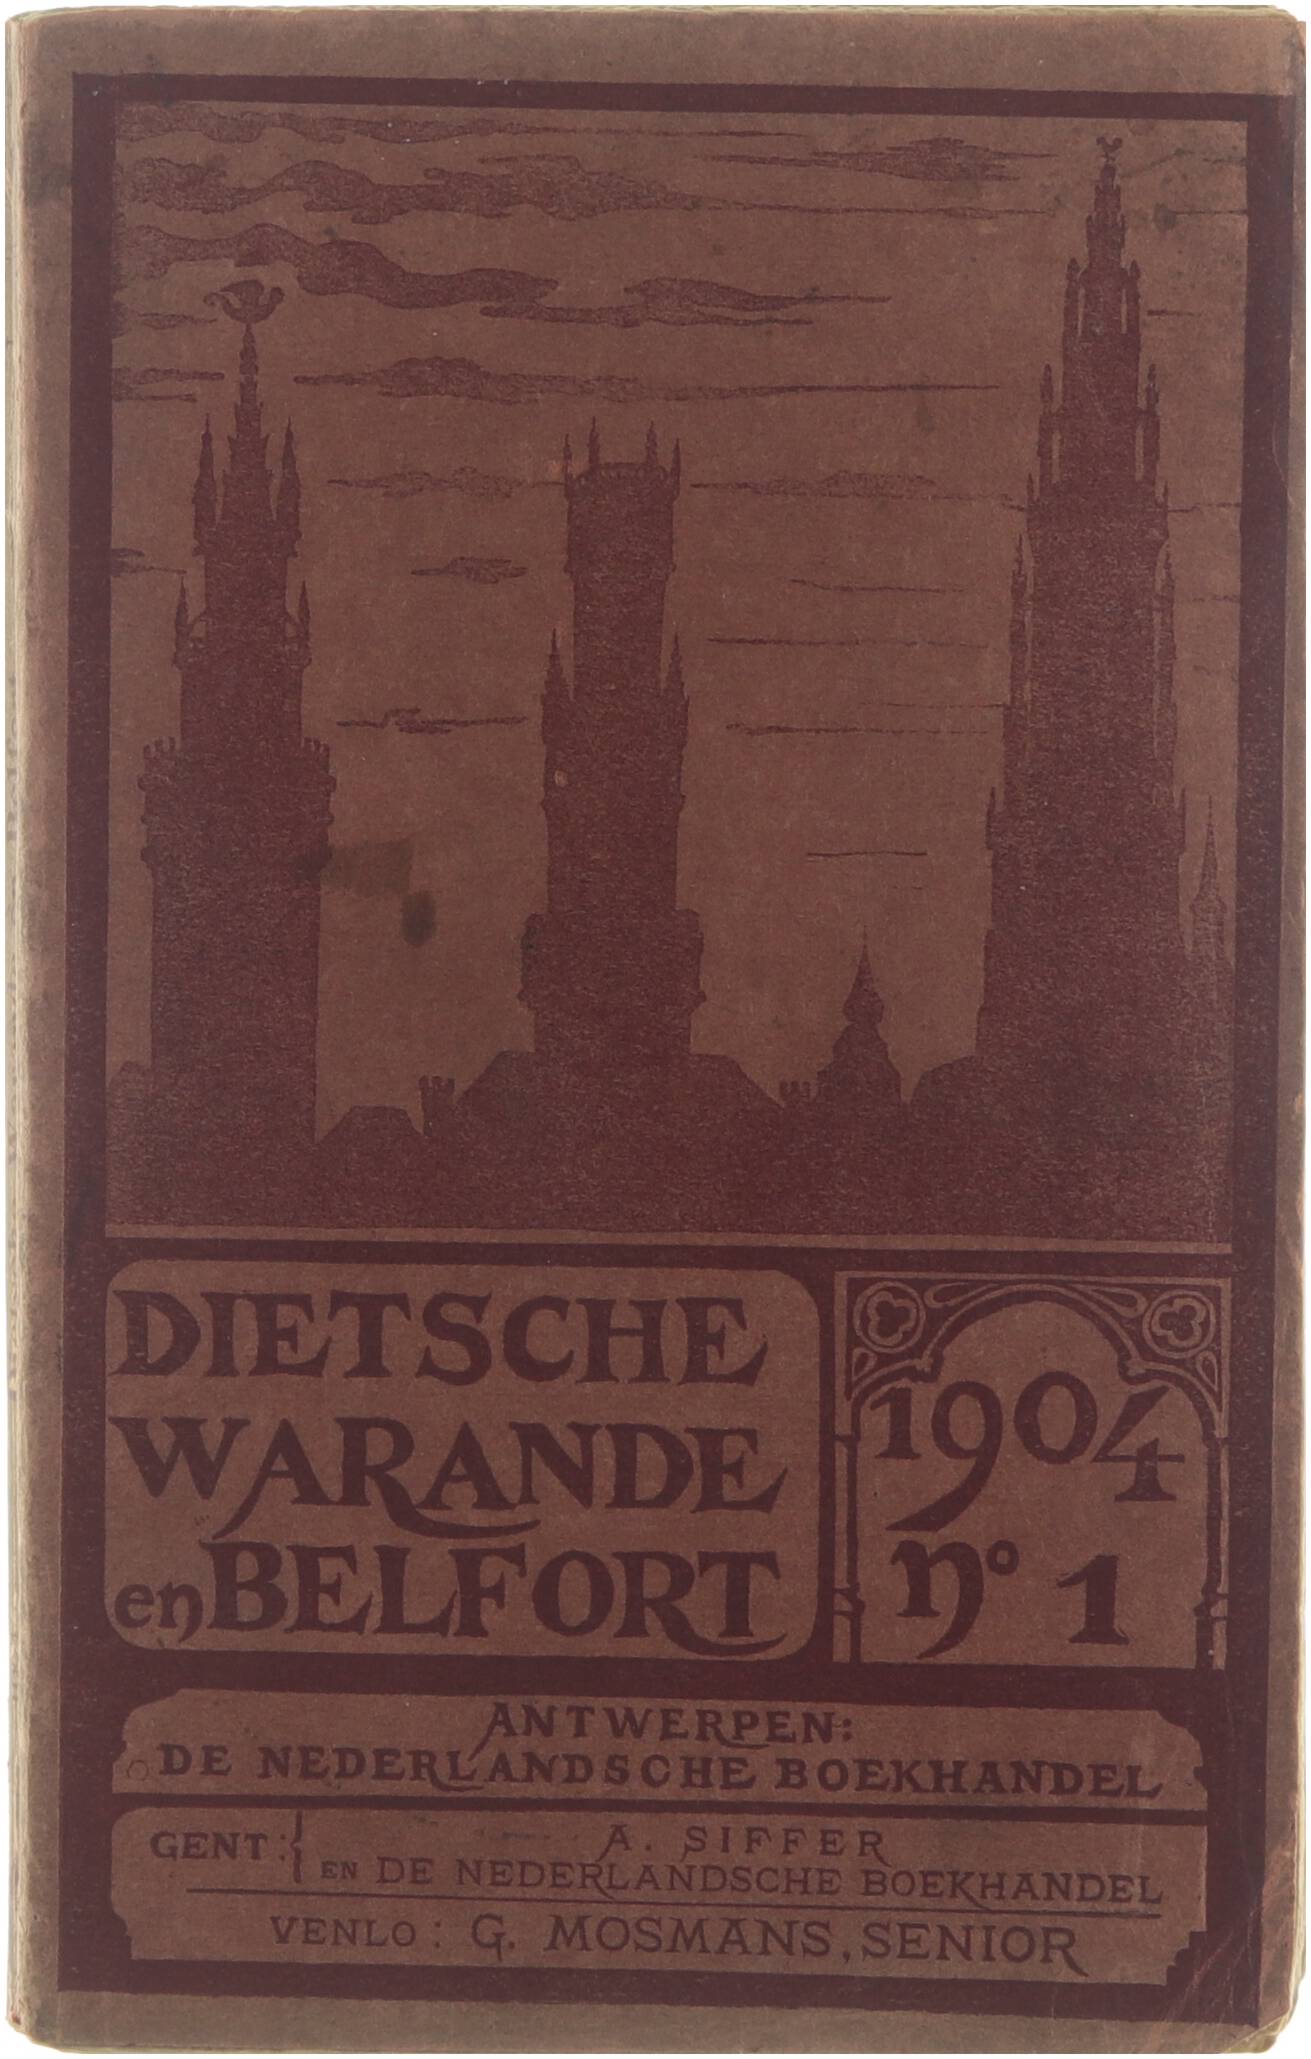 DIETSCHE
WARANDE
en BELFORT
1904
No 1
ANTWERPEN:
DE NEDERLANDSCHE BOEKHANDEL
GENT: { A. SIFFER
EN DE NEDERLANDSCHE BOEKHANDEL
VENLO: G. MOSMANS, SENIOR